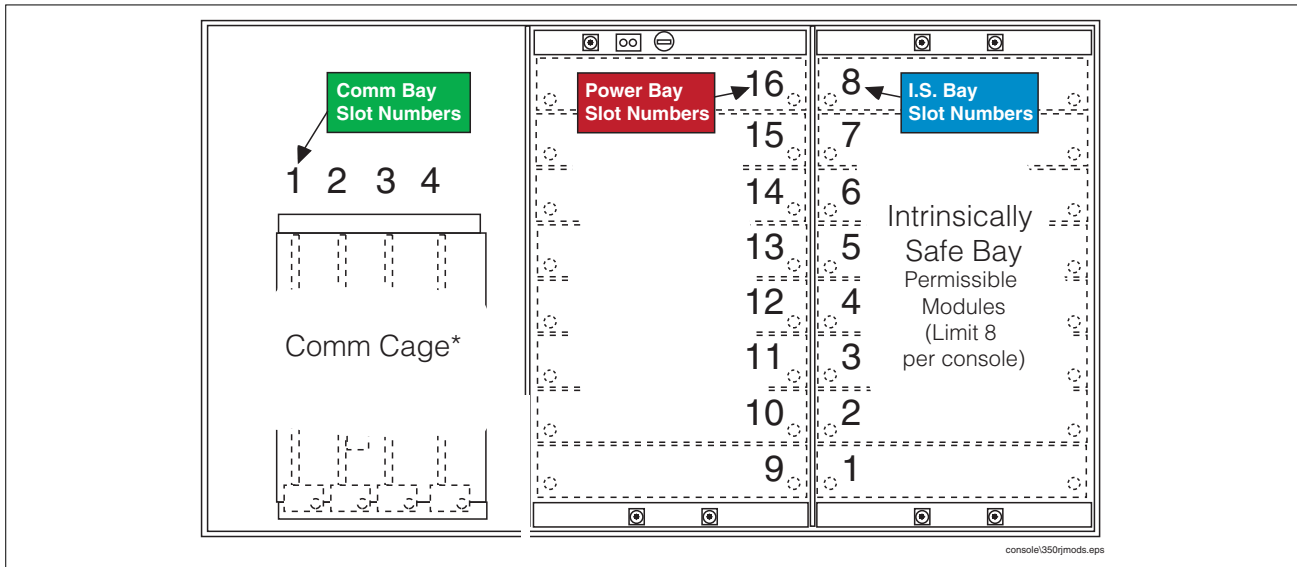 Comm Bay
Slot Numbers
Power Bay
Slot Numbers
I.S. Bay
Slot Numbers
1 2 3 4
16
15
14
13
12
11
10
9
8
7
6
5
4
3
2
1
Comm Cage*
Intrinsically
Safe Bay
Permissible
Modules
(Limit 8
per console)
console\350rjmods.eps